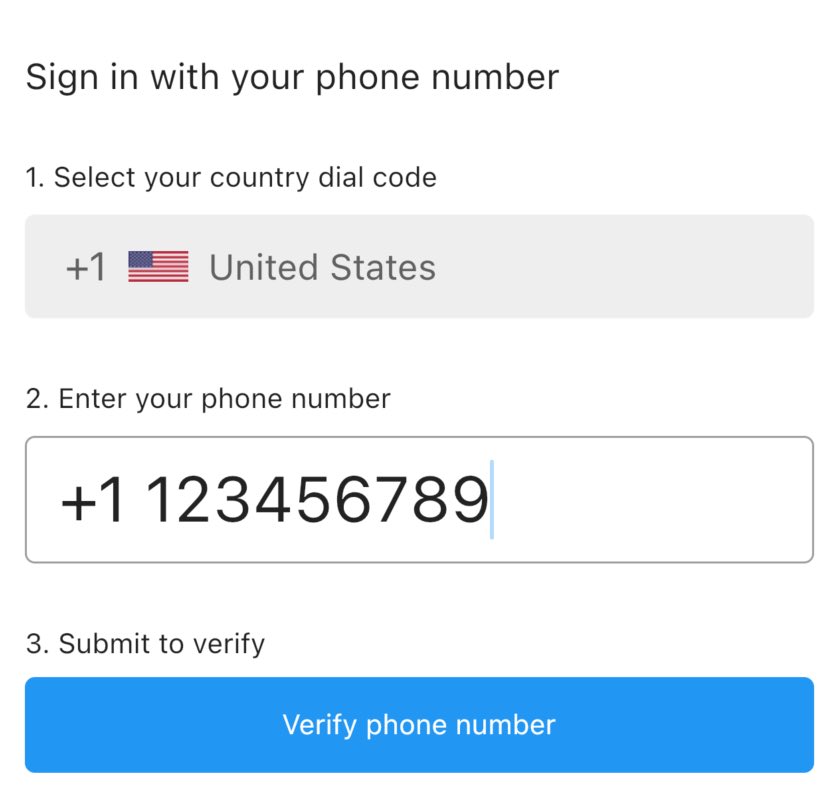 Sign in with your phone number
1. Select your country dial code
+1 United States
2. Enter your phone number
+1 123456789
3. Submit to verify
Verify phone number